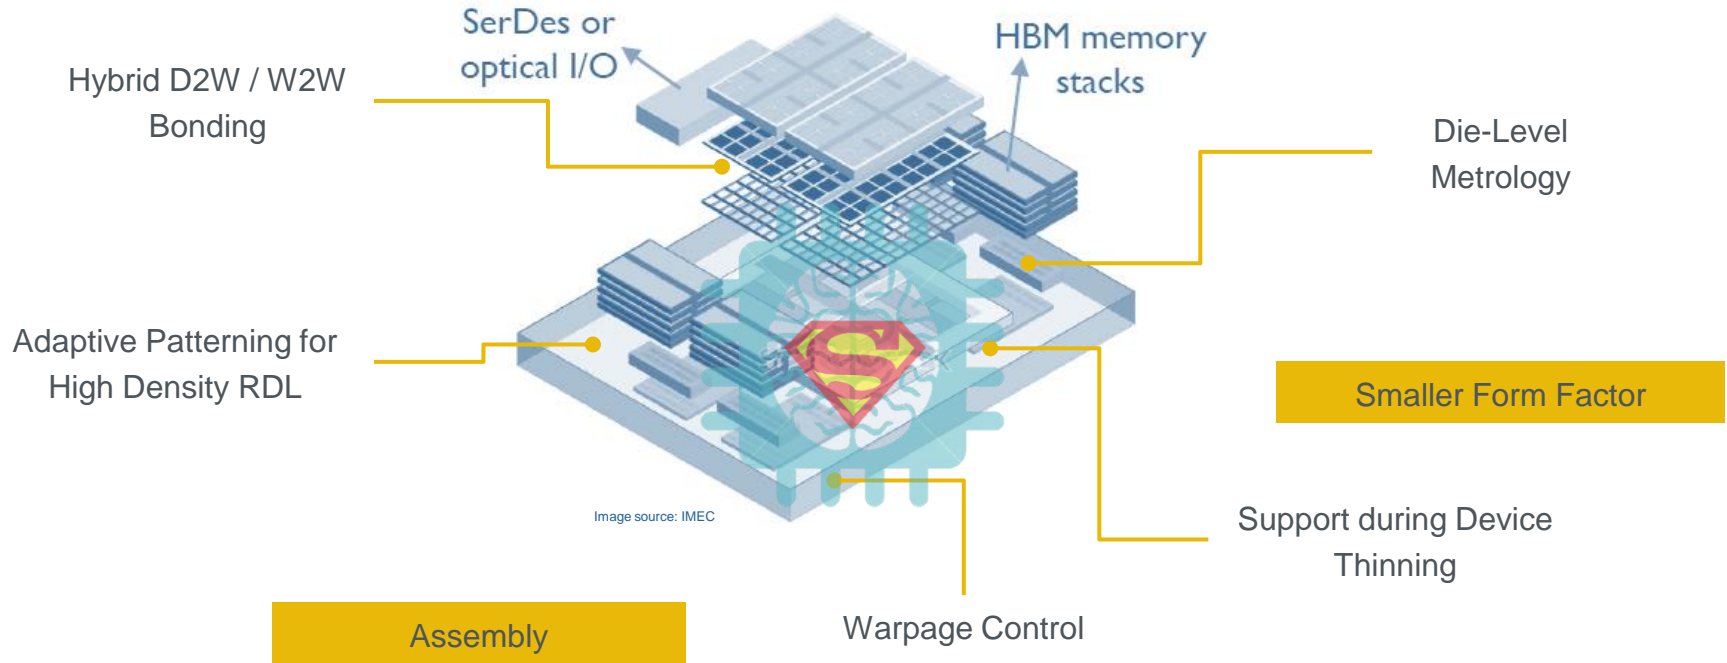 SerDes or
optical I/O
HBM memory
stacks
Hybrid D2W / W2W
Bonding
Die-Level
Metrology
Adaptive Patterning for
High Density RDL
S
Smaller Form Factor
Image source: IMEC
Support during Device
Thinning
Assembly
Warpage Control